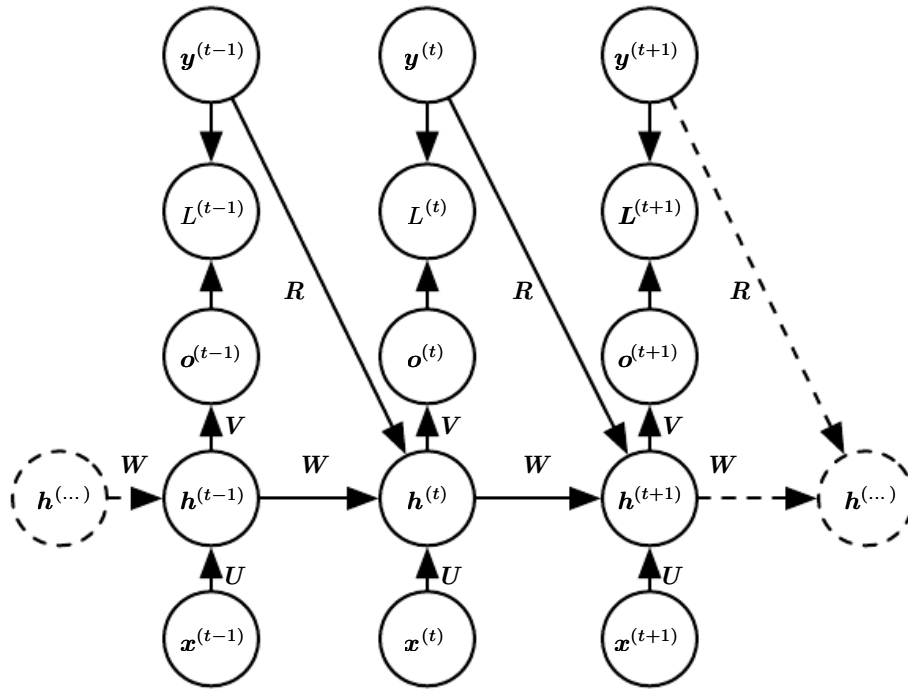 y^(t−1) y^(t) y^(t+1)
L^(t−1) L^(t) L^(t+1)
R R R
o^(t−1) o^(t) o^(t+1)
V V V
W W W W
h^(...) h^(t−1) h^(t) h^(t+1) h^(...)
U U U
x^(t−1) x^(t) x^(t+1)